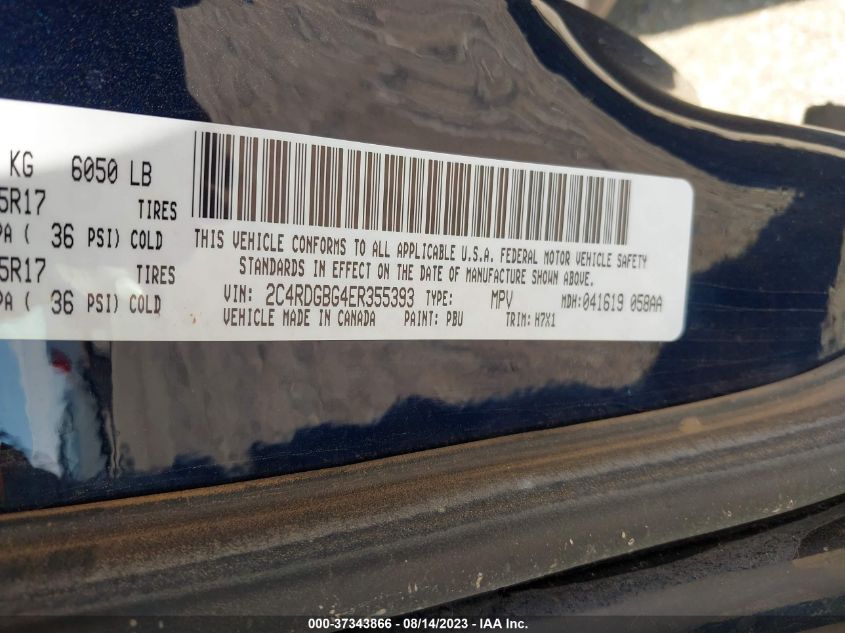 KG 6050 LB
5R17 TIRES
PA ( 36 PSI) COLD
5R17 TIRES
PA ( 36 PSI) COLD
THIS VEHICLE CONFORMS TO ALL APPLICABLE U.S.A. FEDERAL MOTOR VEHICLE SAFETY
STANDARDS IN EFFECT ON THE DATE OF MANUFACTURE SHOWN ABOVE.
VIN: 2C4RDGBG4ER355393 TYPE: MPV MDH: 041619 058AA
VEHICLE MADE IN CANADA PAINT: PBU TRIM: H7X1
000-37343866 - 08/14/2023 - IAAI.COM